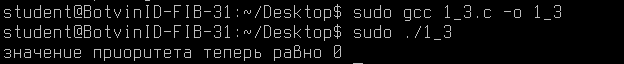 student@BotvinID-FIB-31:~/Desktop$ sudo gcc 1_3.c -o 1_3
student@BotvinID-FIB-31:~/Desktop$ sudo ./1_3
значение приоритета теперь равно 0